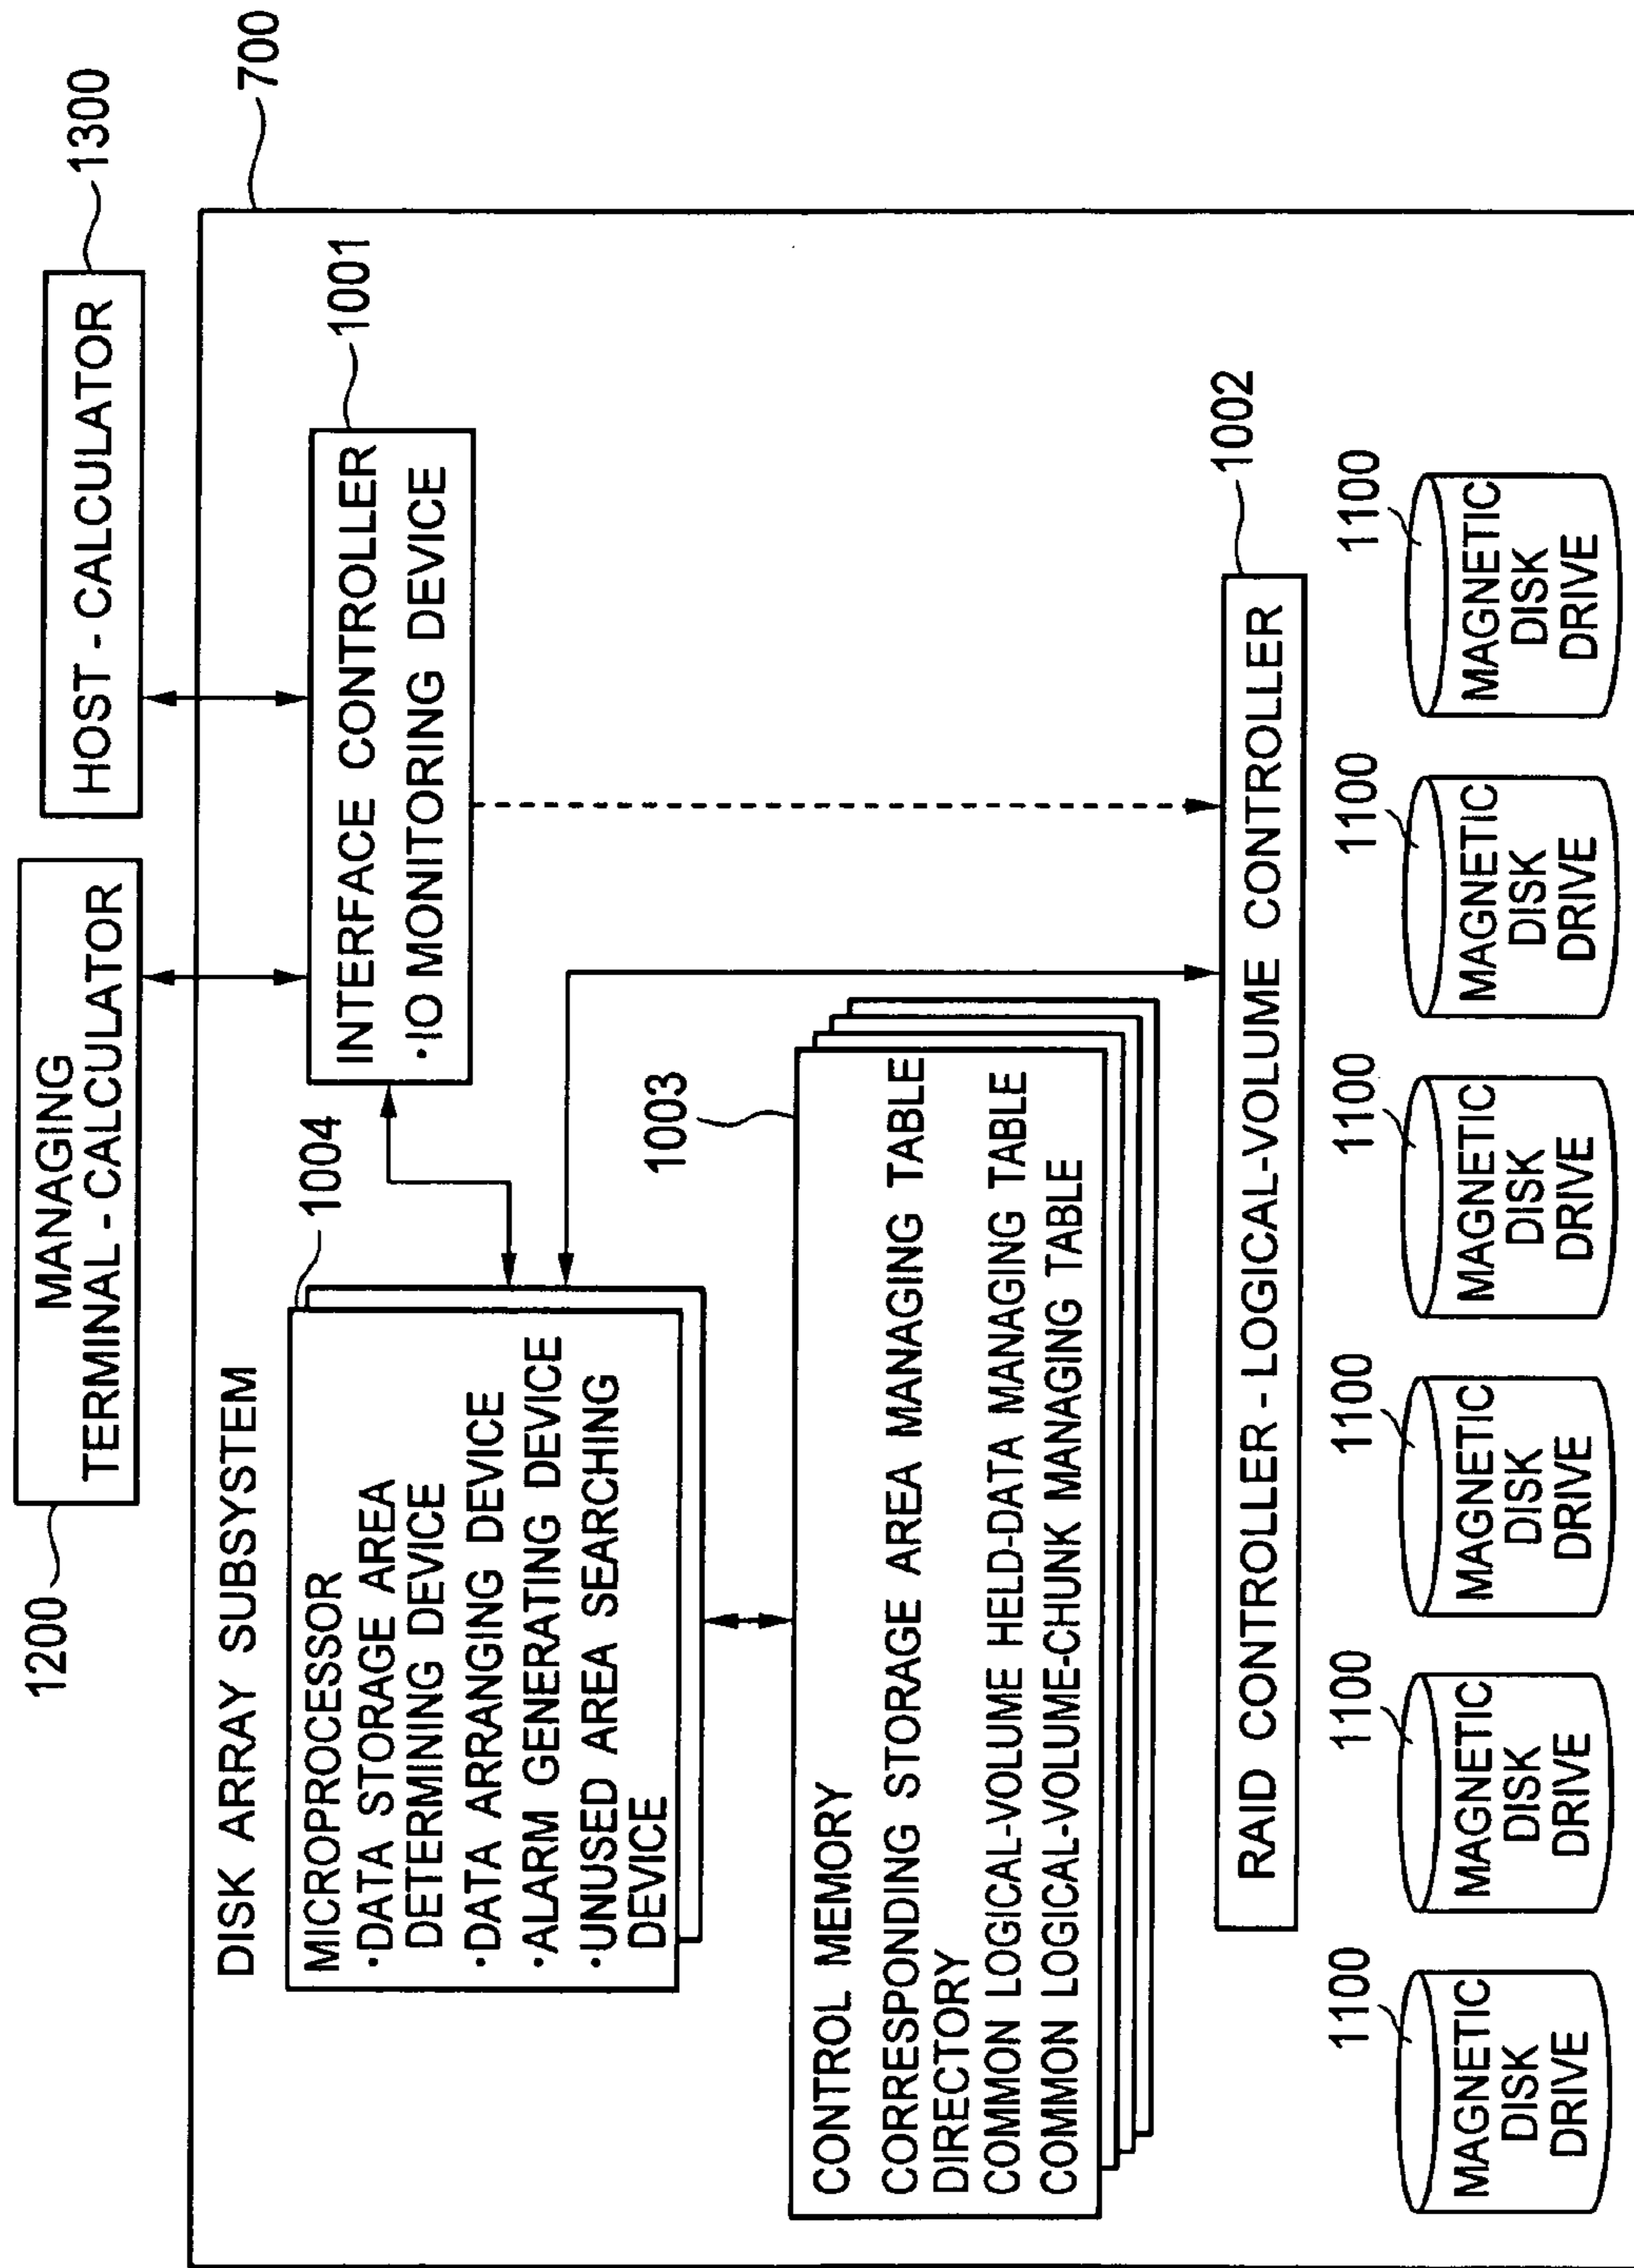 1200
MANAGING
TERMINAL - CALCULATOR
HOST - CALCULATOR
1300
700
DISK ARRAY SUBSYSTEM
1004
MICROPROCESSOR
·DATA STORAGE AREA
DETERMINING DEVICE
·DATA ARRANGING DEVICE
·ALARM GENERATING DEVICE
·UNUSED AREA SEARCHING
DEVICE
INTERFACE CONTROLLER
·IO MONITORING DEVICE
1001
1003
CONTROL MEMORY
CORRESPONDING STORAGE AREA MANAGING TABLE
DIRECTORY
COMMON LOGICAL-VOLUME HELD-DATA MANAGING TABLE
COMMON LOGICAL-VOLUME-CHUNK MANAGING TABLE
1002
RAID CONTROLLER - LOGICAL-VOLUME CONTROLLER
1100
MAGNETIC
DISK
DRIVE
1100
MAGNETIC
DISK
DRIVE
1100
MAGNETIC
DISK
DRIVE
1100
MAGNETIC
DISK
DRIVE
1100
MAGNETIC
DISK
DRIVE
1100
MAGNETIC
DISK
DRIVE